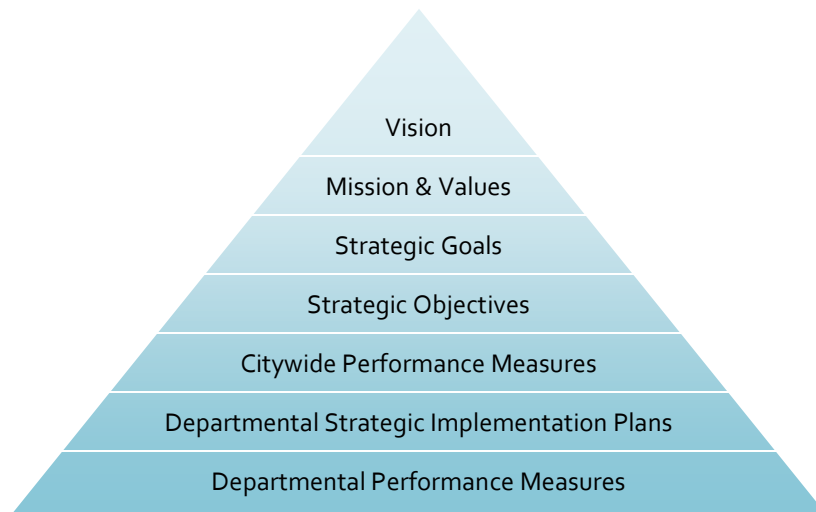 Vision
Mission & Values
Strategic Goals
Strategic Objectives
Citywide Performance Measures
Departmental Strategic Implementation Plans
Departmental Performance Measures